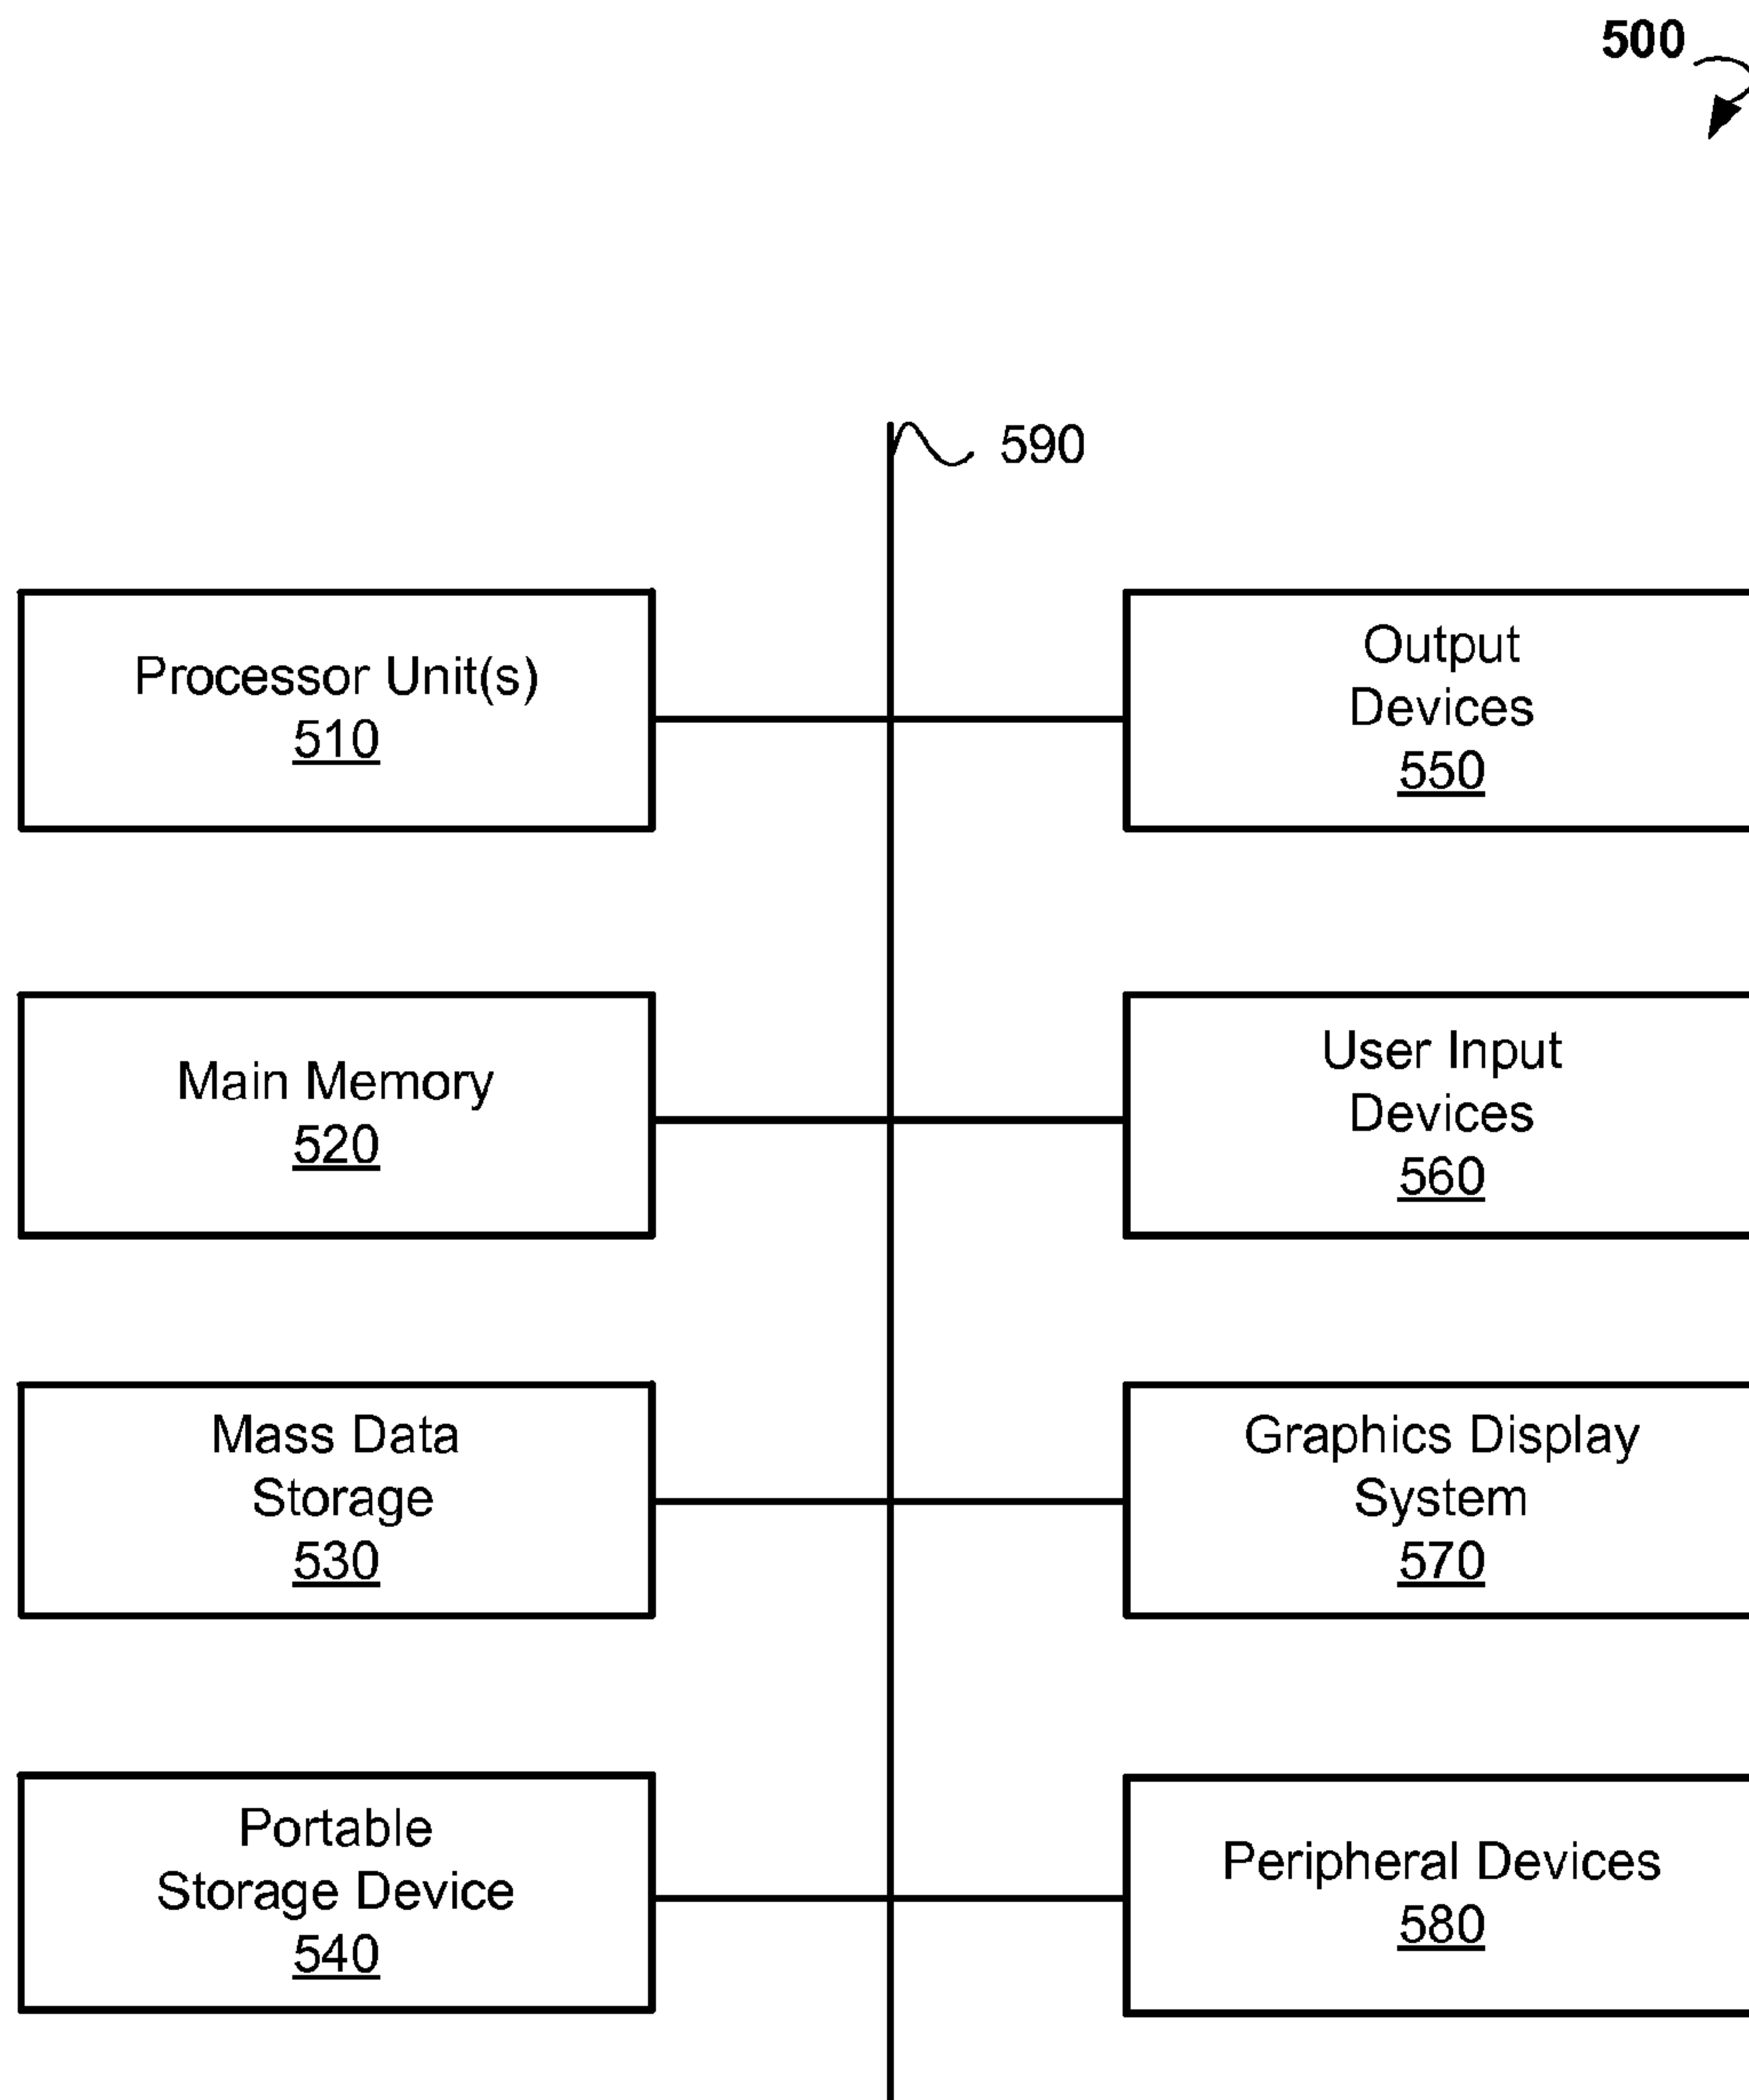 500
590
Processor Unit(s)
510
Output
Devices
550
Main Memory
520
User Input
Devices
560
Mass Data
Storage
530
Graphics Display
System
570
Portable
Storage Device
540
Peripheral Devices
580